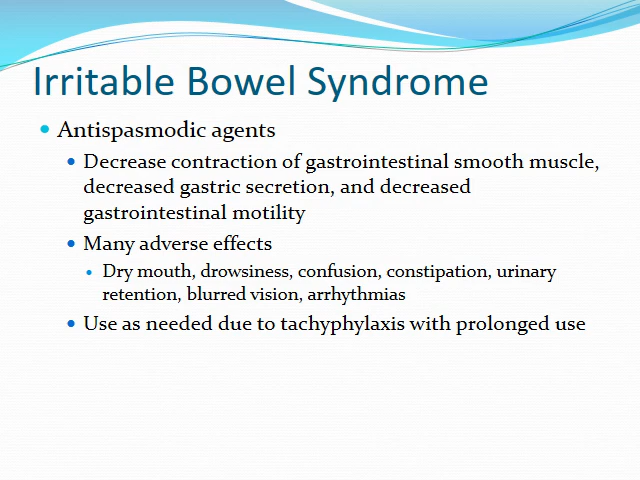 Irritable Bowel Syndrome
Antispasmodic agents
Decrease contraction of gastrointestinal smooth muscle,
decreased gastric secretion, and decreased
gastrointestinal motility
Many adverse effects
Dry mouth, drowsiness, confusion, constipation, urinary
retention, blurred vision, arrhythmias
Use as needed due to tachyphylaxis with prolonged use